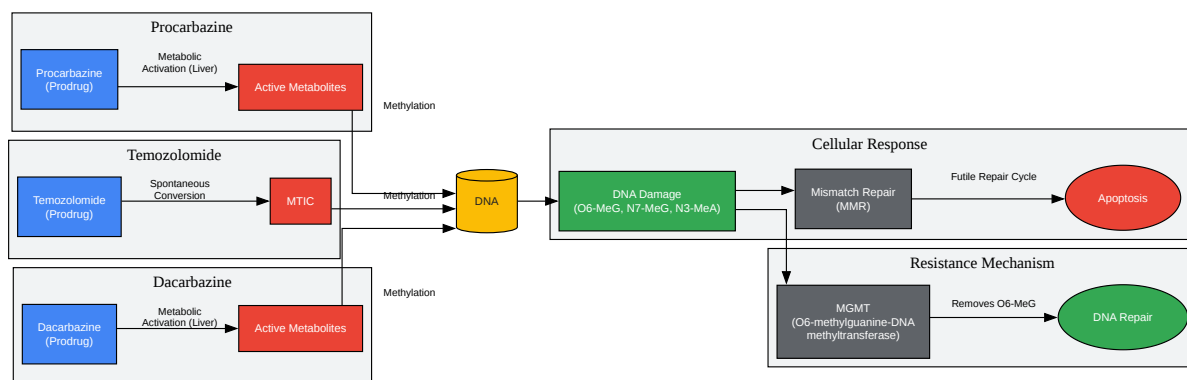 Procarbazine
Procarbazine
(Prodrug)
Metabolic
Activation (Liver)
Active Metabolites
Methylation
Temozolomide
Temozolomide
(Prodrug)
Spontaneous
Conversion
MTIC
Methylation
Dacarbazine
Dacarbazine
(Prodrug)
Metabolic
Activation (Liver)
Active Metabolites
Methylation
DNA
Cellular Response
DNA Damage
(O6-MeG, N7-MeG, N3-MeA)
Mismatch Repair
(MMR)
Futile Repair Cycle
Apoptosis
Resistance Mechanism
MGMT
(O6-methylguanine-DNA
methyltransferase)
Removes O6-MeG
DNA Repair